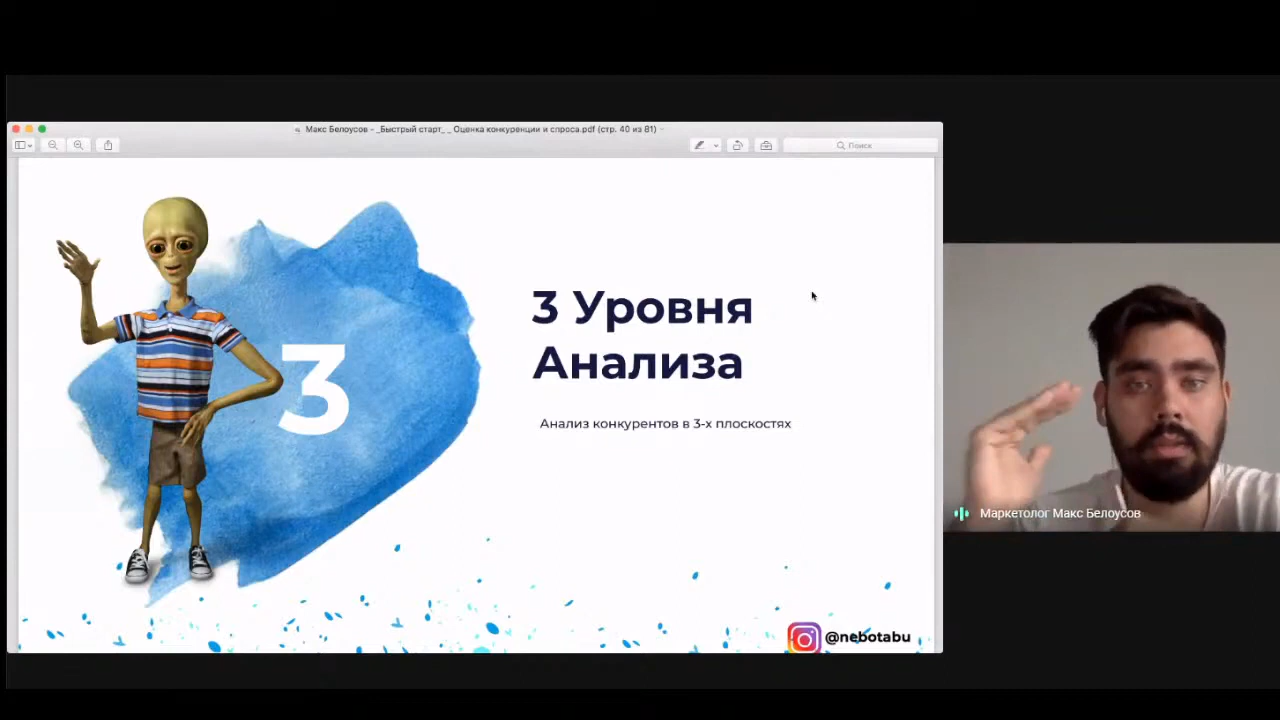 Макс Белоусов - _Быстрый старт_ _ Оценка конкуренции и спроса.pdf (стр. 40 из 81)
Поиск
3
3 Уровня
Анализа
Анализ конкурентов в 3-х плоскостях
Маркетолог Макс Белоусов
@nebotabu